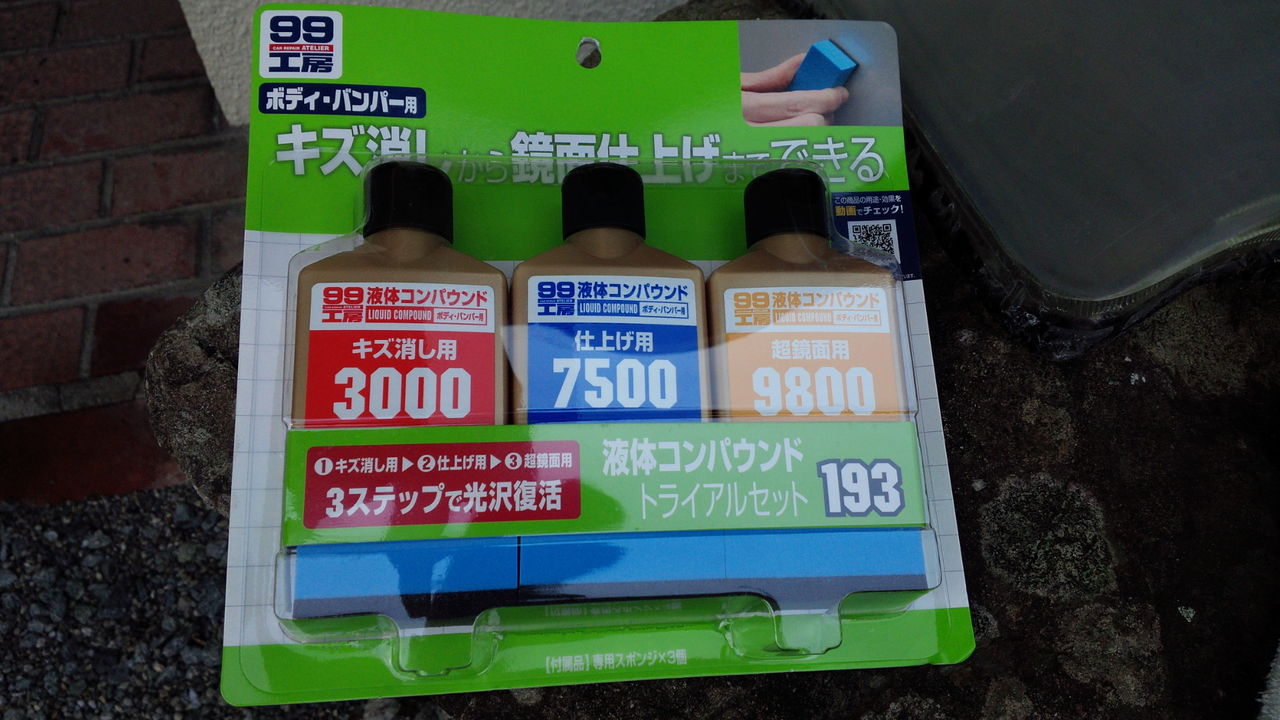 99
CAR REPAIR ATELIER
工房
ボディ・バンパー用
キズ消しから鏡面仕上げまでできる
この商品の用途・効果を
動画でチェック!
99 液体コンパウンド
工房 LIQUID COMPOUND ボディ・バンパー用
キズ消し用
3000
99 液体コンパウンド
工房 LIQUID COMPOUND ボディ・バンパー用
仕上げ用
7500
99 液体コンパウンド
工房 LIQUID COMPOUND ボディ・バンパー用
超鏡面用
9800
①キズ消し用▶②仕上げ用▶③超鏡面用
3ステップで光沢復活
液体コンパウンド
トライアルセット
193
【付属品】専用スポンジ×3個